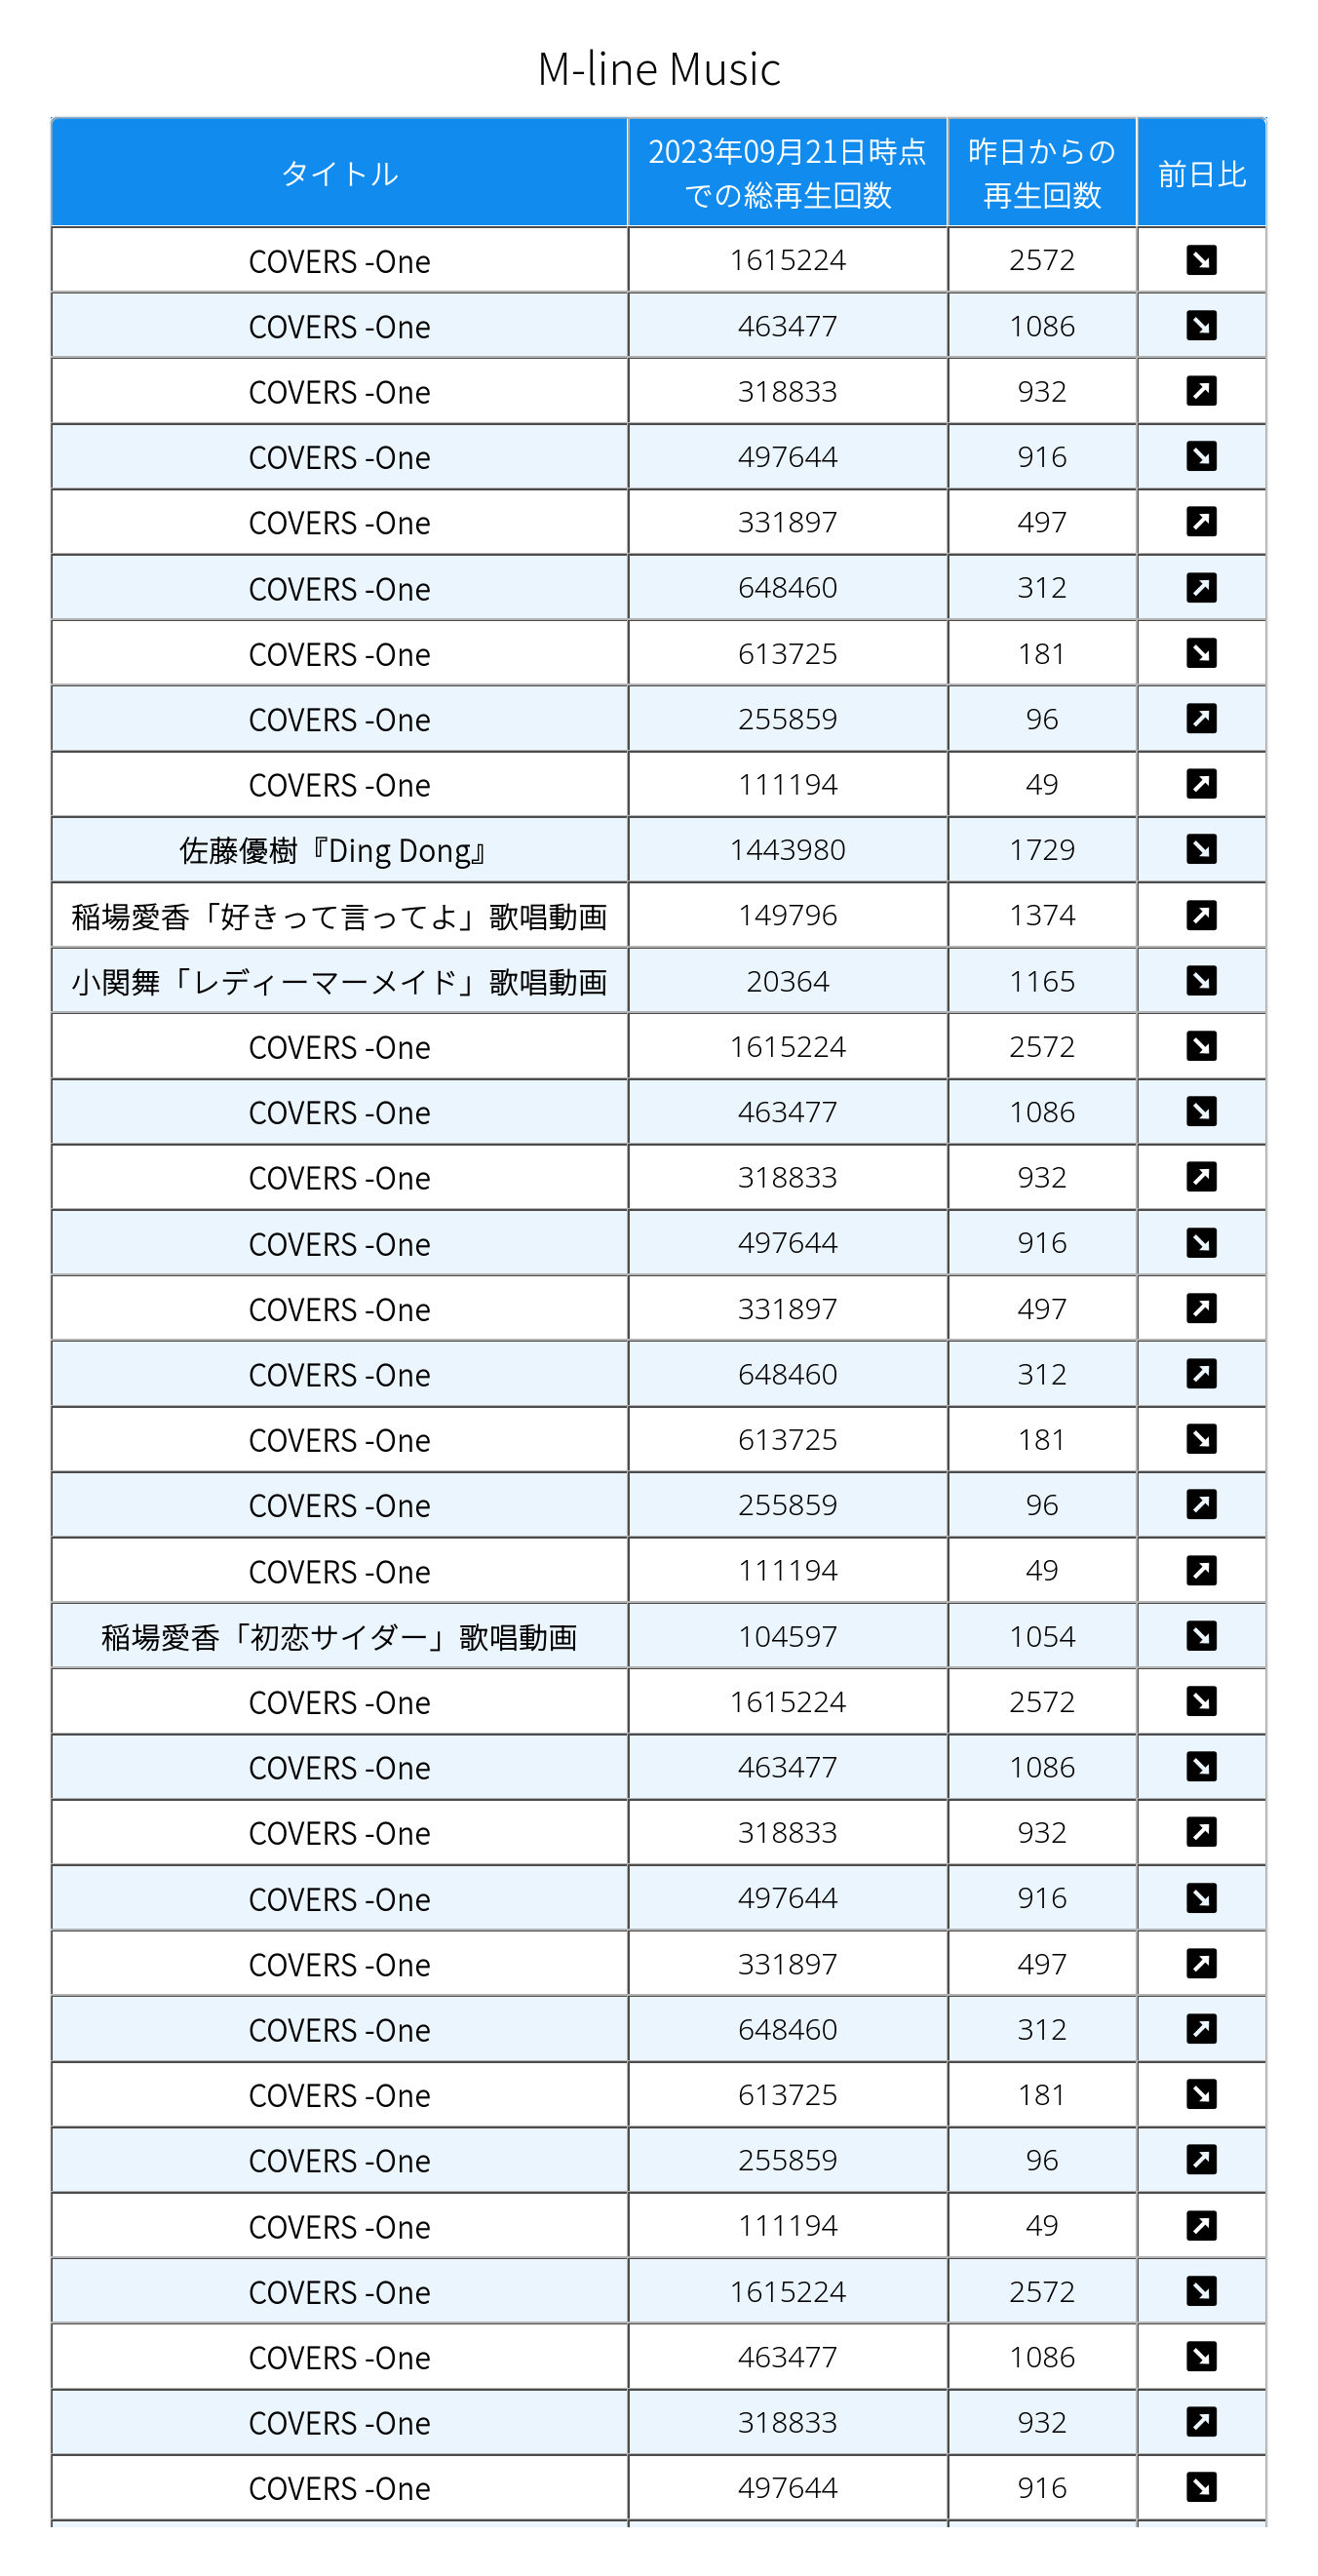 M-line Music
タイトル 2023年09月21日時点での総再生回数 昨日からの再生回数 前日比
COVERS -One 1615224 2572 ↘
COVERS -One 463477 1086 ↘
COVERS -One 318833 932 ↗
COVERS -One 497644 916 ↘
COVERS -One 331897 497 ↗
COVERS -One 648460 312 ↗
COVERS -One 613725 181 ↘
COVERS -One 255859 96 ↗
COVERS -One 111194 49 ↗
佐藤優樹『Ding Dong』 1443980 1729 ↘
稲場愛香「好きって言ってよ」歌唱動画 149796 1374 ↗
小関舞「レディーマーメイド」歌唱動画 20364 1165 ↘
COVERS -One 1615224 2572 ↘
COVERS -One 463477 1086 ↘
COVERS -One 318833 932 ↗
COVERS -One 497644 916 ↘
COVERS -One 331897 497 ↗
COVERS -One 648460 312 ↗
COVERS -One 613725 181 ↘
COVERS -One 255859 96 ↗
COVERS -One 111194 49 ↗
稲場愛香「初恋サイダー」歌唱動画 104597 1054 ↘
COVERS -One 1615224 2572 ↘
COVERS -One 463477 1086 ↘
COVERS -One 318833 932 ↗
COVERS -One 497644 916 ↘
COVERS -One 331897 497 ↗
COVERS -One 648460 312 ↗
COVERS -One 613725 181 ↘
COVERS -One 255859 96 ↗
COVERS -One 111194 49 ↗
COVERS -One 1615224 2572 ↘
COVERS -One 463477 1086 ↘
COVERS -One 318833 932 ↗
COVERS -One 497644 916 ↘